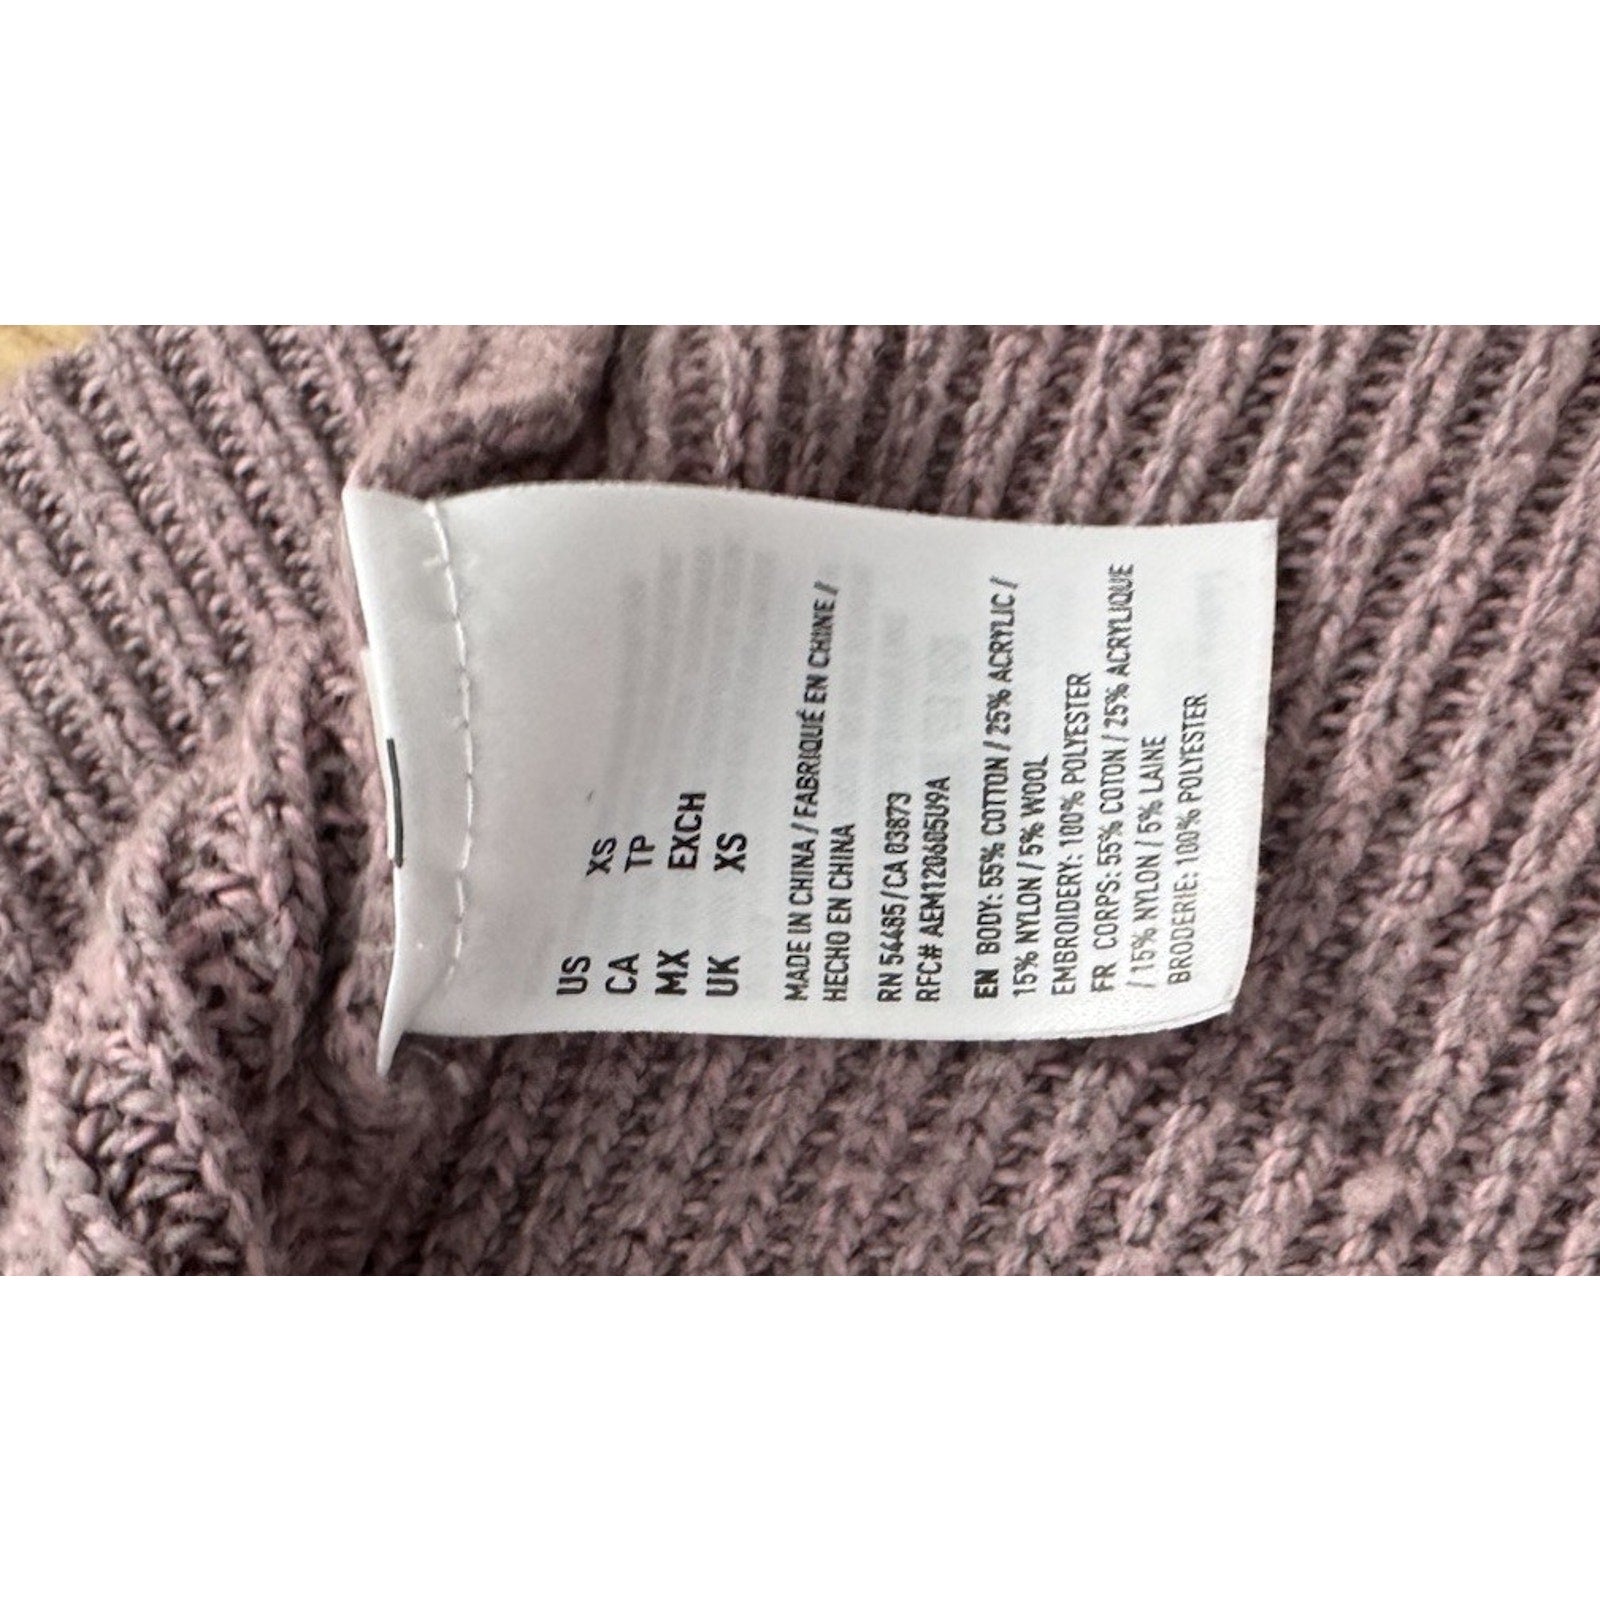 US XS
CA TP
MX EXCH
UK XS
MADE IN CHINA / FABRIQUÉ EN CHINE /
HECHO EN CHINA
RN 54485 / CA 03873
RFC# AEM120605U9A
EN BODY: 55% COTTON / 25% ACRYLIC /
15% NYLON / 5% WOOL
EMBROIDERY: 100% POLYESTER
FR CORPS: 55% COTON / 25% ACRYLIQUE
/ 15% NYLON / 5% LAINE
BRODERIE: 100% POLYESTER